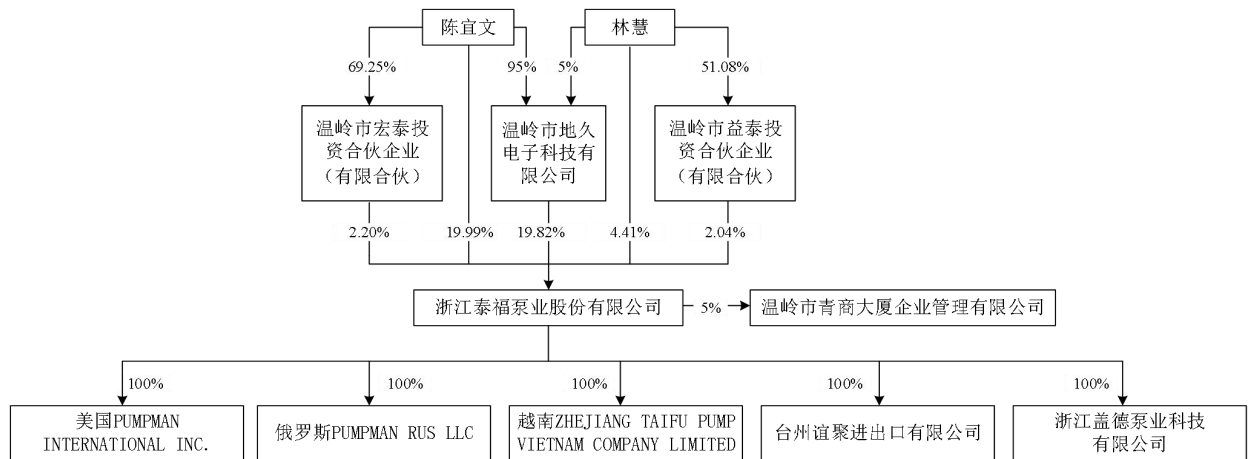 陈宜文
林慧
69.25%
95%
5%
51.08%
温岭市宏泰投
资合伙企业
（有限合伙）
温岭市地久
电子科技有
限公司
温岭市益泰投
资合伙企业
（有限合伙）
2.20%
19.99%
19.82%
4.41%
2.04%
浙江泰福泵业股份有限公司
5%
温岭市青商大厦企业管理有限公司
100%
100%
100%
100%
100%
美国PUMPMAN
INTERNATIONAL INC.
俄罗斯PUMPMAN RUS LLC
越南ZHEJIANG TAIFU PUMP
VIETNAM COMPANY LIMITED
台州谊聚进出口有限公司
浙江盖德泵业科技
有限公司